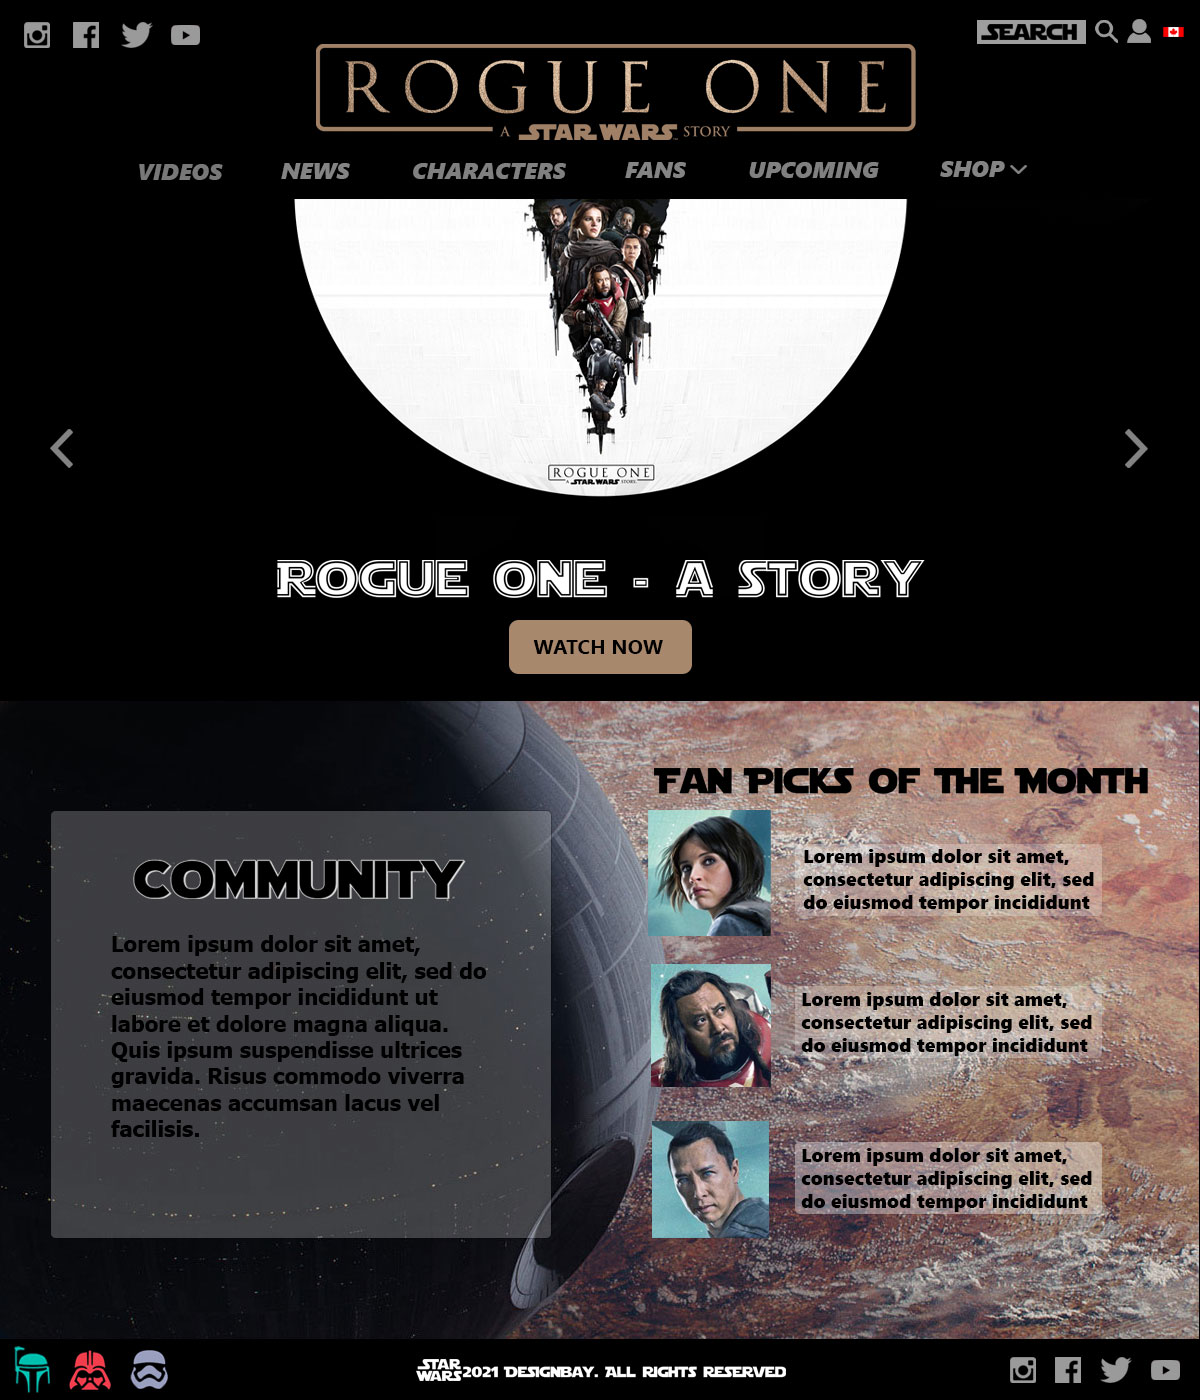 SEARCH
ROGUE ONE
A STAR WARS STORY
VIDEOS NEWS CHARACTERS FANS UPCOMING SHOP
ROGUE ONE
A STAR WARS STORY
ROGUE ONE - A STORY
WATCH NOW
COMMUNITY
Lorem ipsum dolor sit amet,
consectetur adipiscing elit, sed do
eiusmod tempor incididunt ut
labore et dolore magna aliqua.
Quis ipsum suspendisse ultrices
gravida. Risus commodo viverra
maecenas accumsan lacus vel
facilisis.
Fan Picks of the Month
Lorem ipsum dolor sit amet,
consectetur adipiscing elit, sed
do eiusmod tempor incididunt
Lorem ipsum dolor sit amet,
consectetur adipiscing elit, sed
do eiusmod tempor incididunt
Lorem ipsum dolor sit amet,
consectetur adipiscing elit, sed
do eiusmod tempor incididunt
STAR
WARS 2021 Designbay. All rights reserved